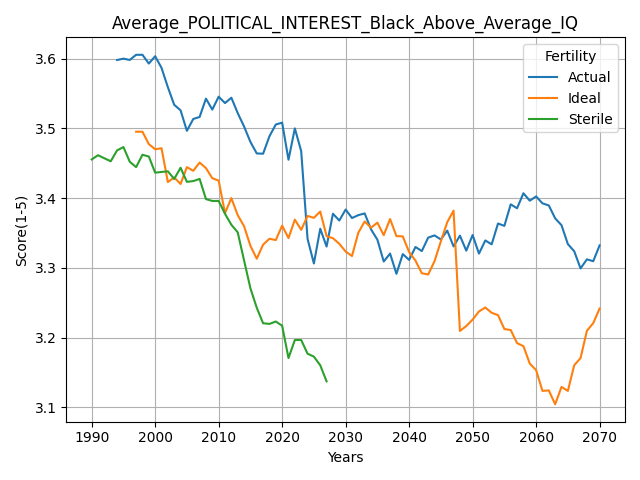 Average_POLITICAL_INTEREST_Black_Above_Average_IQ
Fertility
Actual
Ideal
Sterile
Score(1-5)
3.6
3.5
3.4
3.3
3.2
3.1
1990 2000 2010 2020 2030 2040 2050 2060 2070
Years